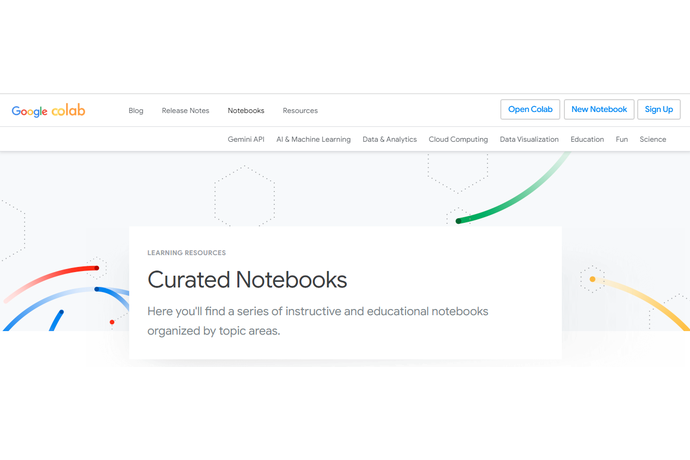 Google colab
Blog Release Notes Notebooks Resources
Open Colab New Notebook Sign Up
Gemini API AI & Machine Learning Data & Analytics Cloud Computing Data Visualization Education Fun Science
LEARNING RESOURCES
Curated Notebooks
Here you'll find a series of instructive and educational notebooks
organized by topic areas.